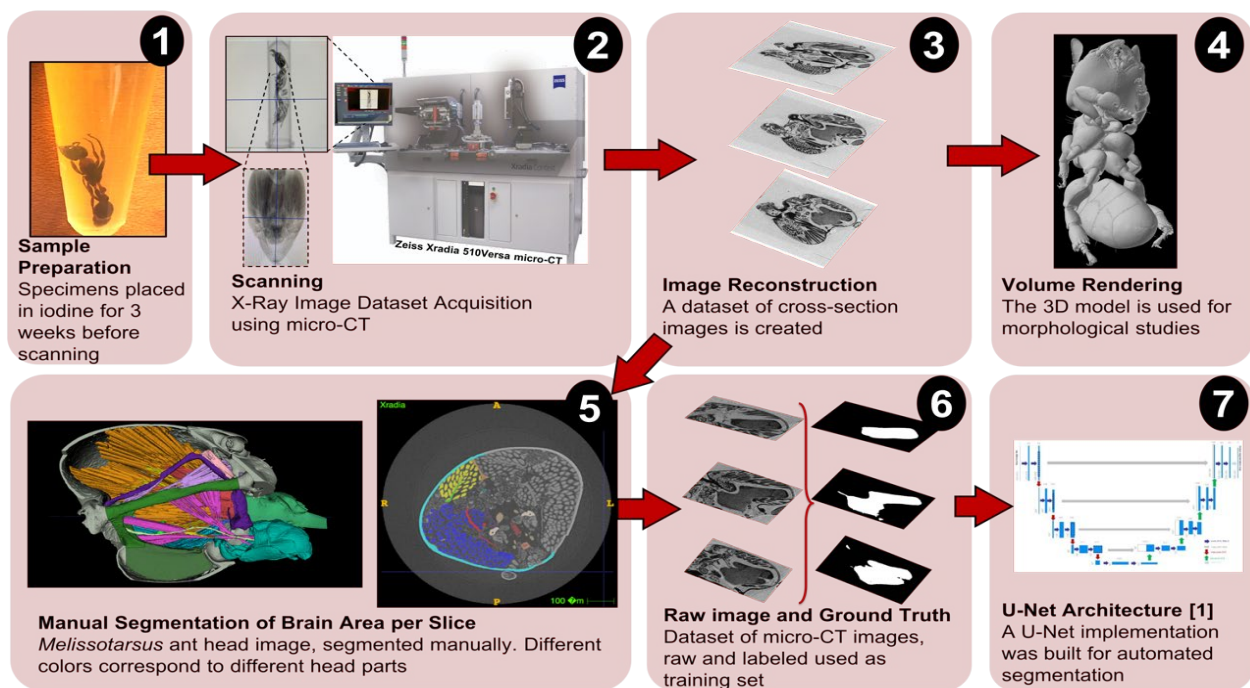 1
Sample
Preparation
Specimens placed
in iodine for 3
weeks before
scanning
2
ZEISS
Zeiss Xradia 510Versa micro-CT
Scanning
X-Ray Image Dataset Acquisition
using micro-CT
3
Image Reconstruction
A dataset of cross-section
images is created
4
Volume Rendering
The 3D model is used for
morphological studies
5
Xradia
A
R
L
P
100 �m
Manual Segmentation of Brain Area per Slice
Melissotarsus ant head image, segmented manually. Different
colors correspond to different head parts
6
Raw image and Ground Truth
Dataset of micro-CT images,
raw and labeled used as
training set
7
U-Net Architecture [1]
A U-Net implementation
was built for automated
segmentation